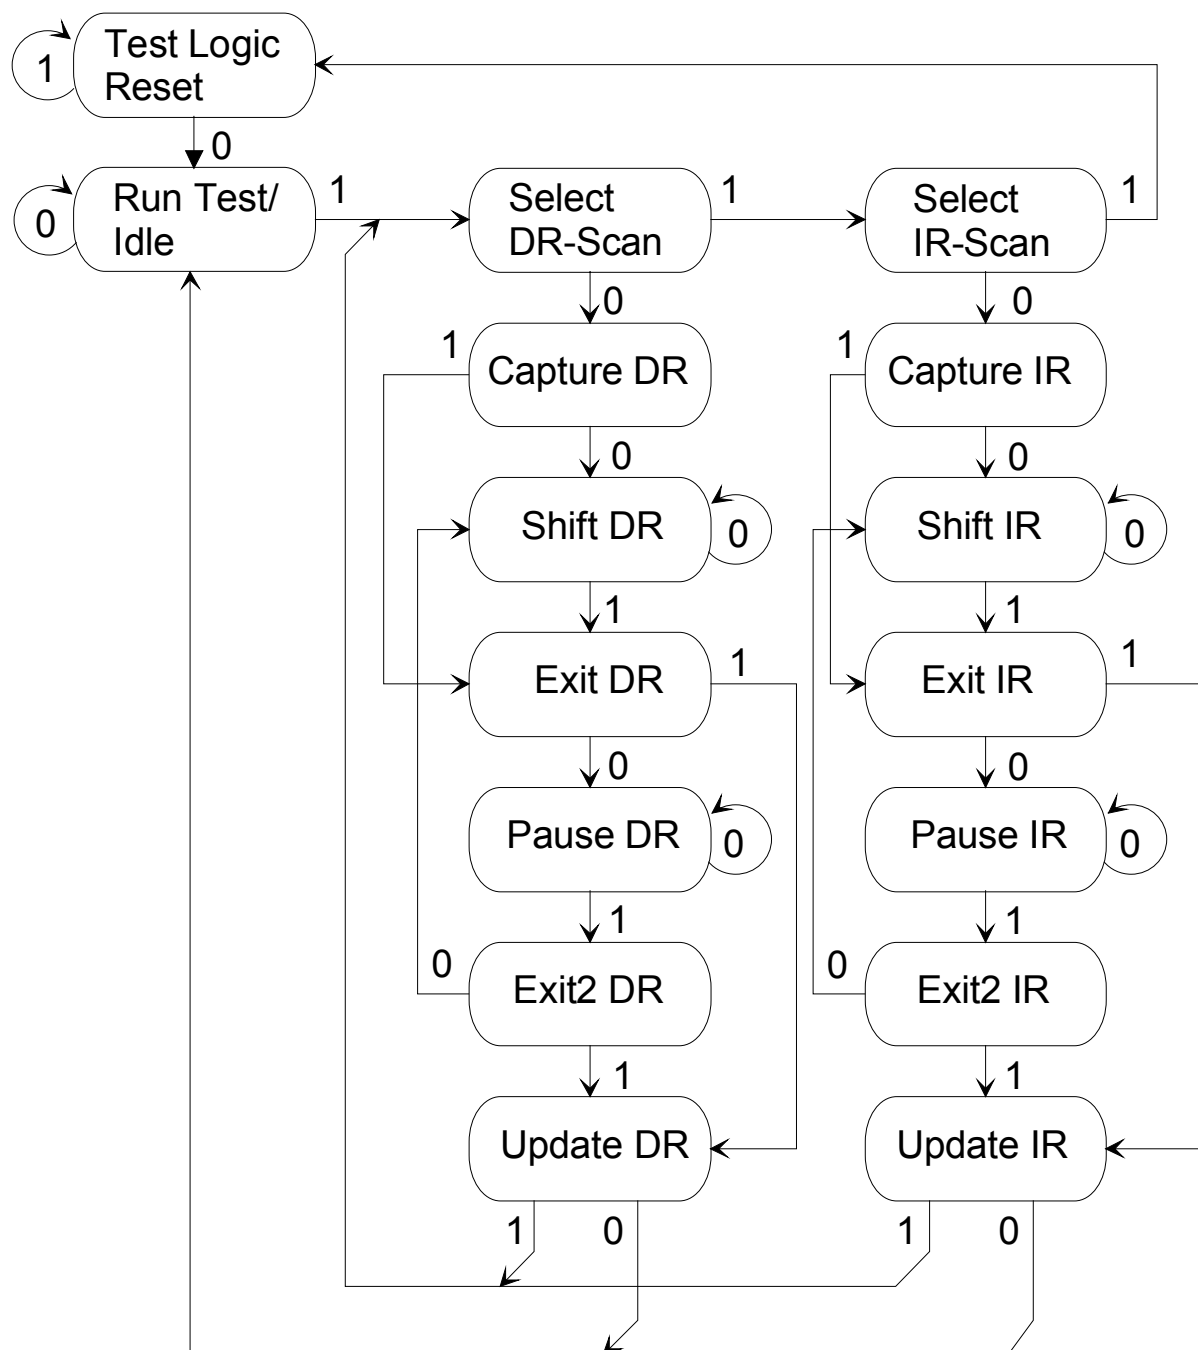 Test Logic
Reset
1
0
Run Test/
Idle
0
1
Select
DR-Scan
1
Select
IR-Scan
1
0
0
1
Capture DR
1
Capture IR
0
0
Shift DR
0
Shift IR
0
1
1
Exit DR
1
Exit IR
1
0
0
Pause DR
0
Pause IR
0
1
1
0
Exit2 DR
0
Exit2 IR
1
1
Update DR
Update IR
1
0
1
0